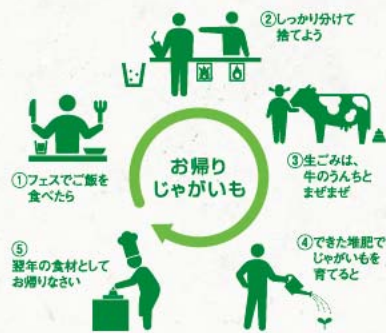 ②しっかり分けて
捨てよう
お帰り
じゃがいも
①フェスでご飯を
食べたら
③生ごみは、
牛のうんちと
まぜまぜ
⑤
翌年の食材として
お帰りなさい
④できた堆肥で
じゃがいもを
育てると